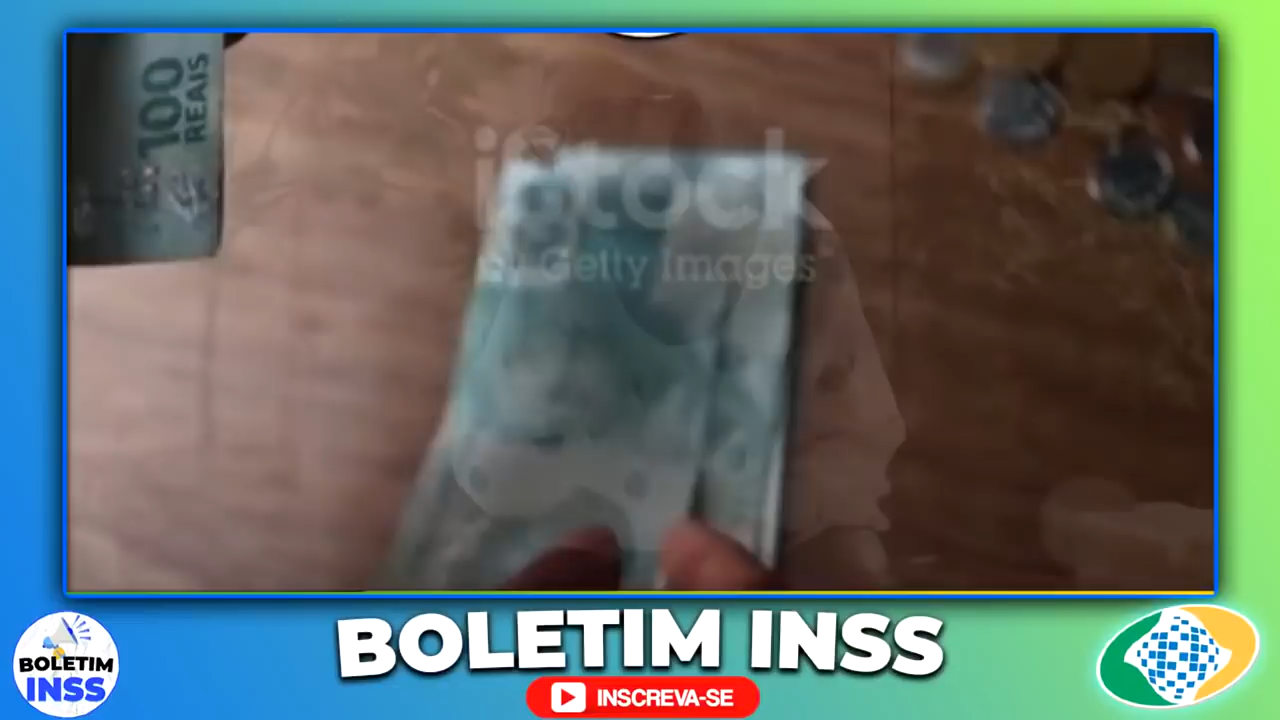 100
REAIS
iStock
by Getty Images
BOLETIM INSS
BOLETIM
INSS
INSCREVA-SE